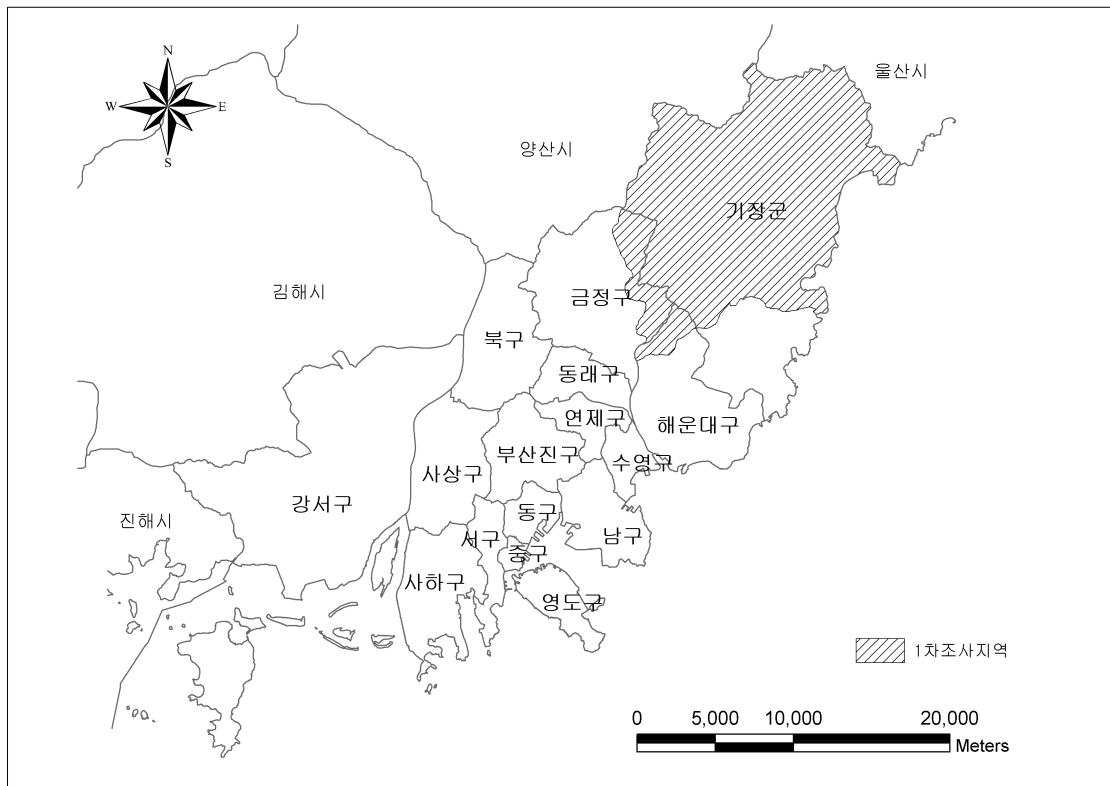 N
W
E
S
울산시
양산시
기장군
김해시
금정구
북구
동래구
연제구
해운대구
부산진구
수영구
사상구
강서구
동구
진해시
남구
서구
중구
사하구
영도구
1차조사지역
0 5,000 10,000 20,000
Meters